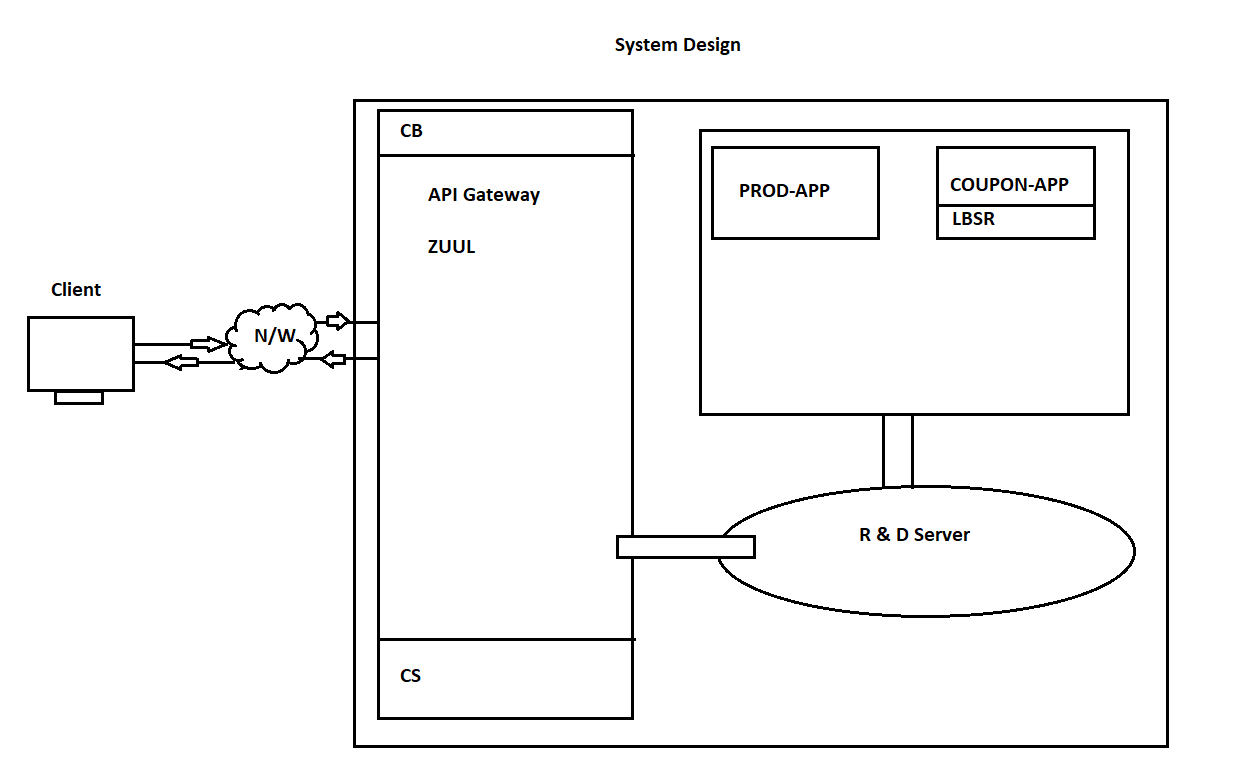 System Design
CB
API Gateway
ZUUL
PROD-APP
COUPON-APP
LBSR
Client
N/W
R & D Server
CS